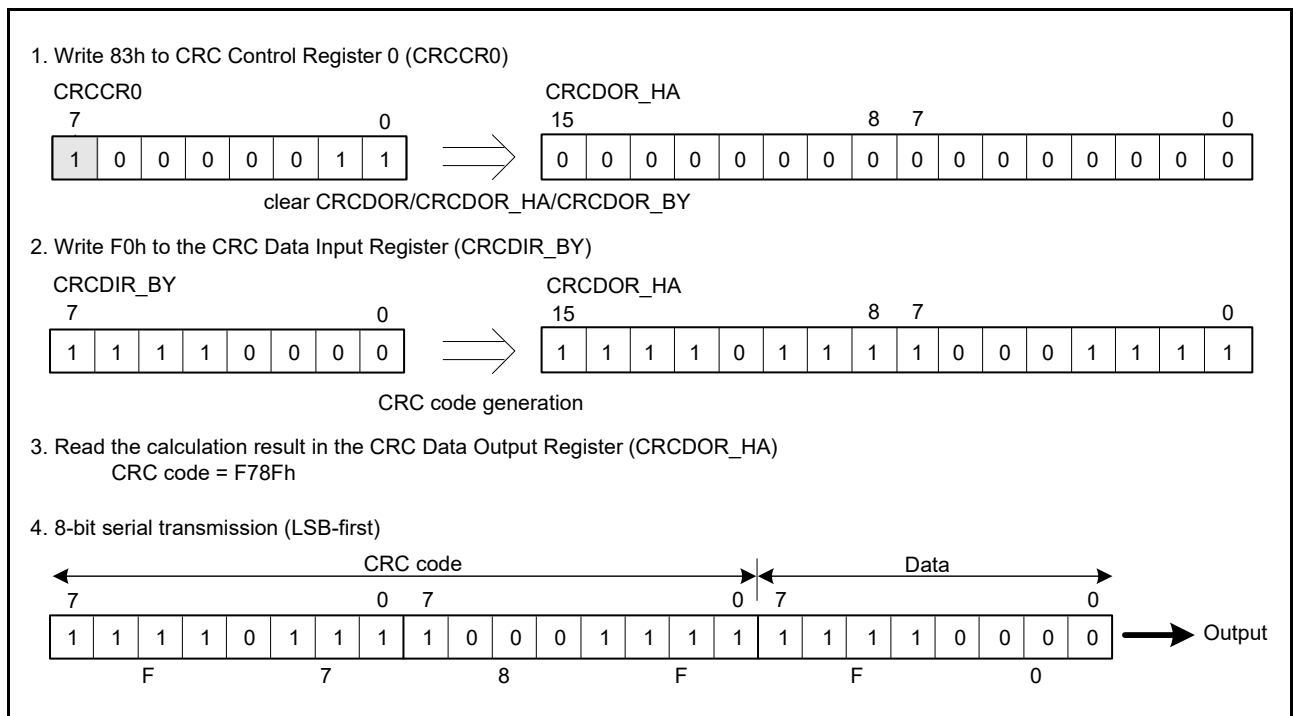 1. Write 83h to CRC Control Register 0 (CRCCR0)
CRCCR0 CRCDOR_HA
7 0 15 8 7 0
1 0 0 0 0 0 1 1 0 0 0 0 0 0 0 0 0 0 0 0 0 0 0 0
clear CRCDOR/CRCDOR_HA/CRCDOR_BY
2. Write F0h to the CRC Data Input Register (CRCDIR_BY)
CRCDIR_BY CRCDOR_HA
7 0 15 8 7 0
1 1 1 1 0 0 0 0 1 1 1 1 0 1 1 1 1 0 0 0 1 1 1 1
CRC code generation
3. Read the calculation result in the CRC Data Output Register (CRCDOR_HA)
CRC code = F78Fh
4. 8-bit serial transmission (LSB-first)
CRC code Data
7 0 7 0 7 0
1 1 1 1 0 1 1 1 1 0 0 0 1 1 1 1 1 1 1 1 0 0 0 0 Output
F 7 8 F F 0